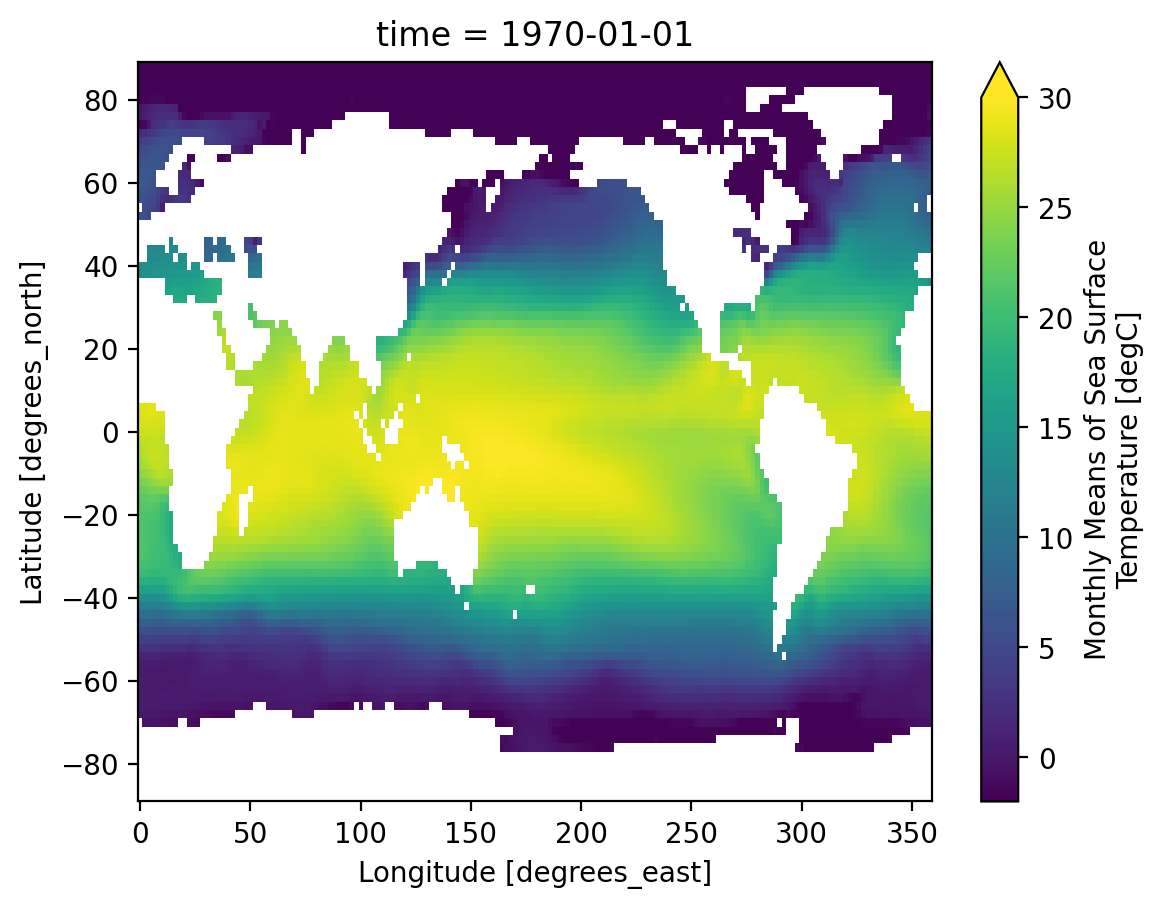 time = 1970-01-01
80
60
40
20
0
−20
−40
−60
−80
Latitude [degrees_north]
0 50 100 150 200 250 300 350
Longitude [degrees_east]
30
25
20
15
10
5
0
Monthly Means of Sea Surface
Temperature [degC]